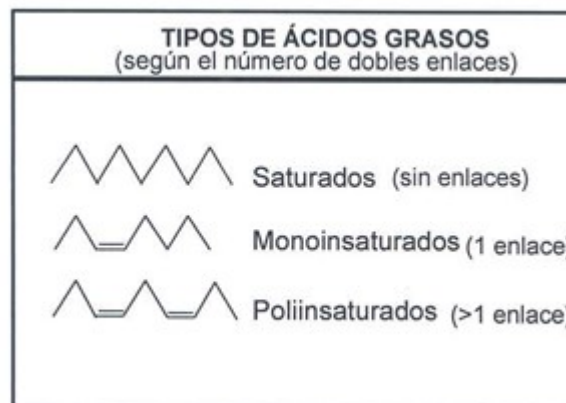 TIPOS DE ÁCIDOS GRASOS
(según el número de dobles enlaces)
Saturados (sin enlaces)
Monoinsaturados (1 enlace)
Poliinsaturados (>1 enlace)